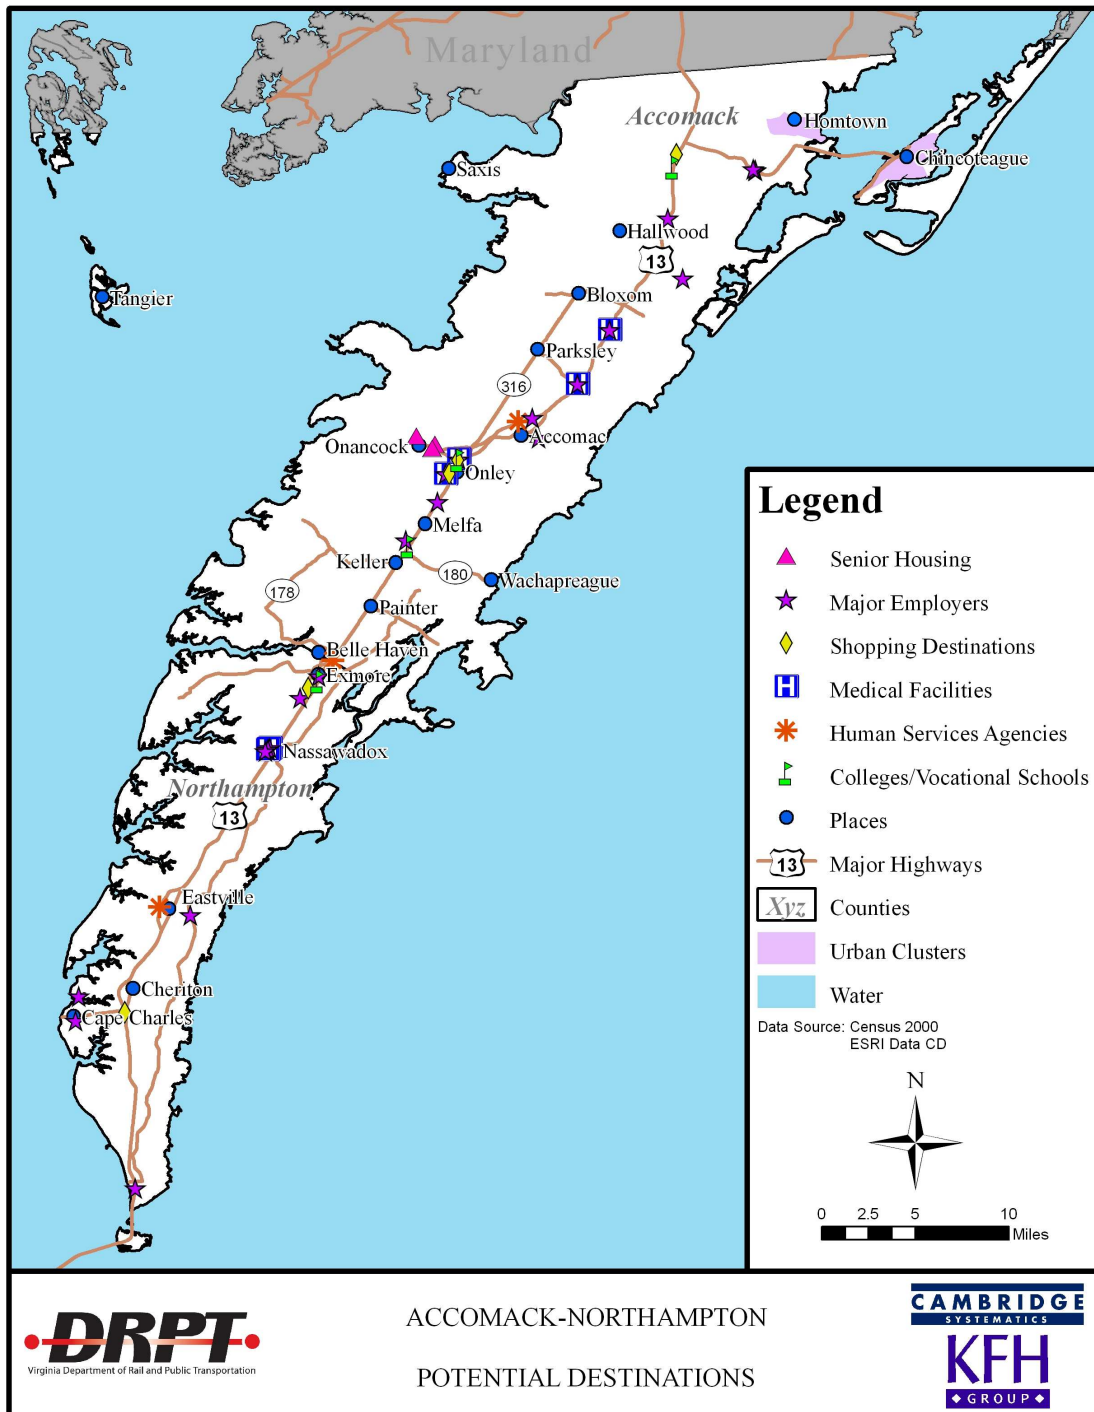 Maryland
Accomack
Homtown
Chincoteague
Saxis
Hallwood
13
Tangier
Bloxom
Parksley
316
Accomac
Onancock
Onley
Melfa
Keller
180
Wachapreague
178
Painter
Belle Haven
Exmore
Nassawadox
Northampton
13
Eastville
Cheriton
Cape Charles
Legend
Senior Housing
Major Employers
Shopping Destinations
H Medical Facilities
Human Services Agencies
Colleges/Vocational Schools
Places
13 Major Highways
Xyz Counties
Urban Clusters
Water
Data Source: Census 2000
ESRI Data CD
N
0 2.5 5 10
Miles
DRPT
Virginia Department of Rail and Public Transportation
ACCOMACK-NORTHAMPTON
POTENTIAL DESTINATIONS
CAMBRIDGE
SYSTEMATICS
KFH
GROUP